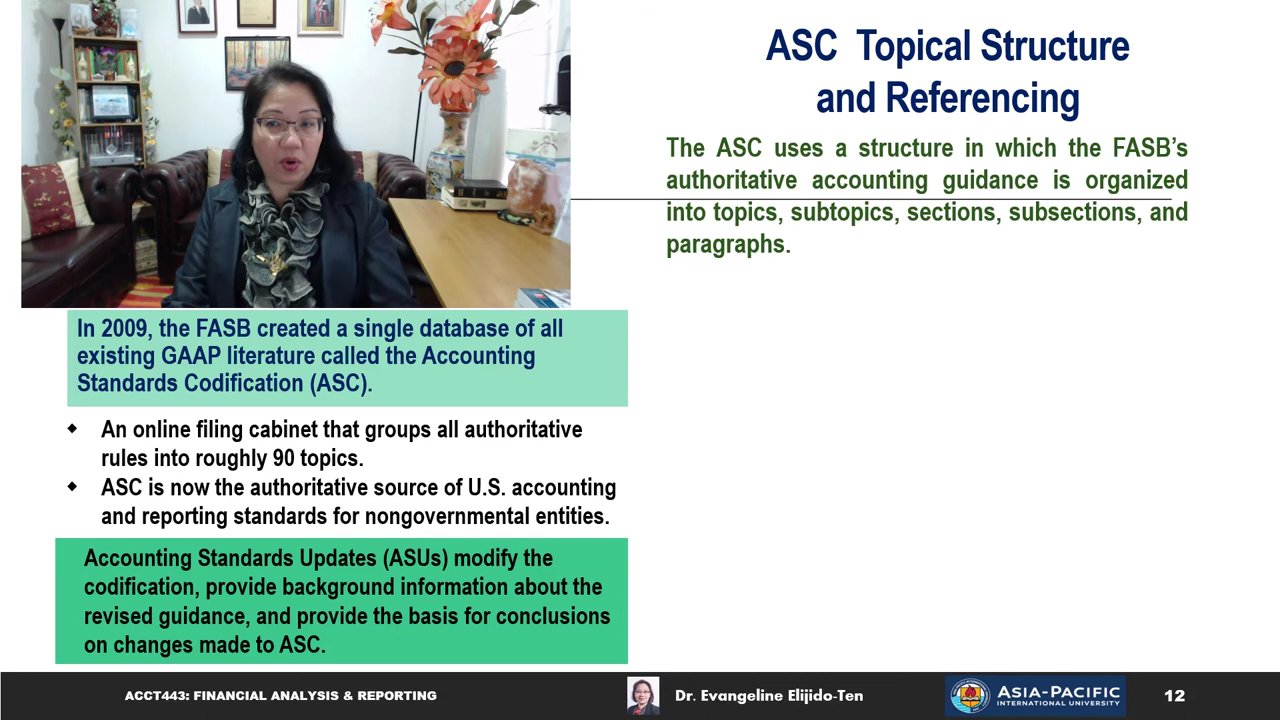 ASC Topical Structure
and Referencing
The ASC uses a structure in which the FASB’s
authoritative accounting guidance is organized
into topics, subtopics, sections, subsections, and
paragraphs.
In 2009, the FASB created a single database of all
existing GAAP literature called the Accounting
Standards Codification (ASC).
◆ An online filing cabinet that groups all authoritative
rules into roughly 90 topics.
◆ ASC is now the authoritative source of U.S. accounting
and reporting standards for nongovernmental entities.
Accounting Standards Updates (ASUs) modify the
codification, provide background information about the
revised guidance, and provide the basis for conclusions
on changes made to ASC.
ACCT443: FINANCIAL ANALYSIS & REPORTING
Dr. Evangeline Elijido-Ten
ASIA-PACIFIC
INTERNATIONAL UNIVERSITY
12